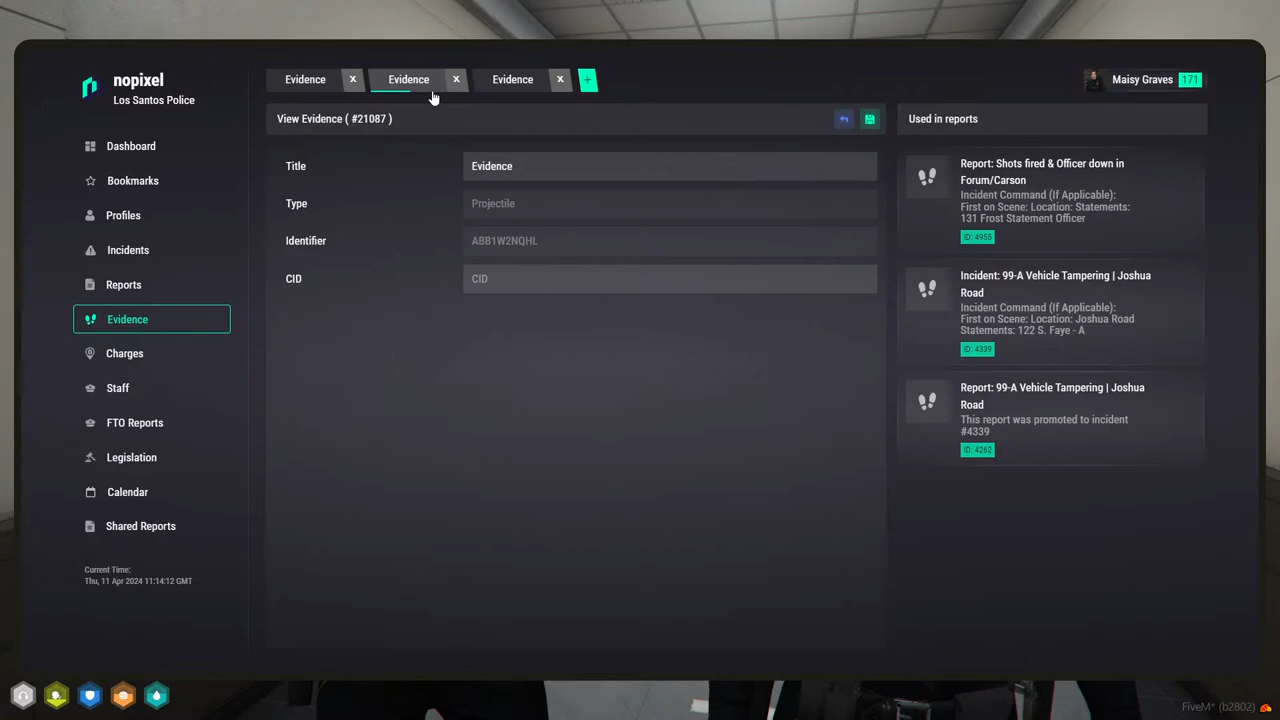 nopixel
Los Santos Police
Dashboard
Bookmarks
Profiles
Incidents
Reports
Evidence
Charges
Staff
FTO Reports
Legislation
Calendar
Shared Reports
Current Time:
Thu, 11 Apr 2024 11:14:12 GMT
Evidence x Evidence x Evidence x +
Maisy Graves 171
View Evidence ( #21087 )
Title Evidence
Type Projectile
Identifier ABB1W2NQHL
CID CID
Used in reports
Report: Shots fired & Officer down in
Forum/Carson
Incident Command (If Applicable):
First on Scene: Location: Statements:
131 Frost Statement Officer
ID: 4955
Incident: 99-A Vehicle Tampering | Joshua
Road
Incident Command (If Applicable):
First on Scene: Location: Joshua Road
Statements: 122 S. Faye - A
ID: 4339
Report: 99-A Vehicle Tampering | Joshua
Road
This report was promoted to incident
#4339
ID: 4262
FiveM* (b2802)